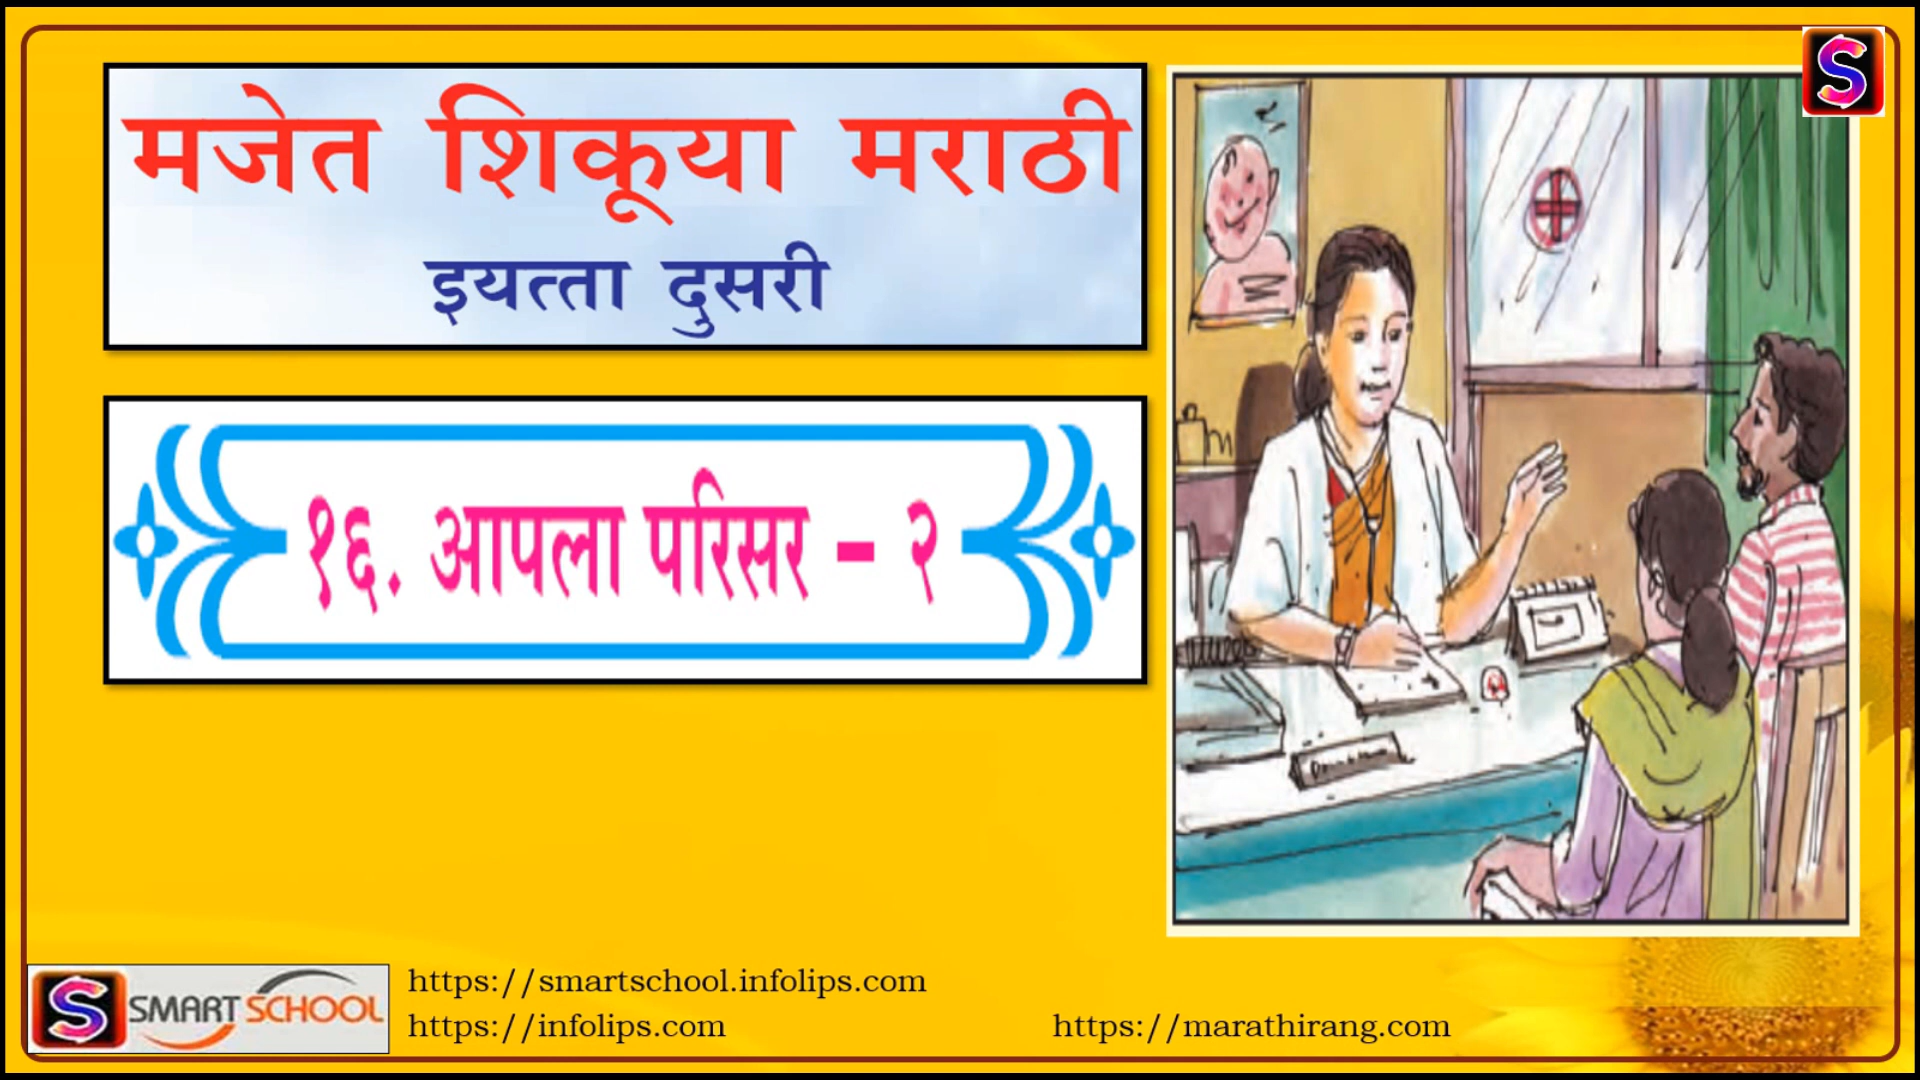 मजेत शिकूया मराठी
इयत्ता दुसरी
१६. आपला परिसर – २
S
S SMART SCHOOL
https://smartschool.infolips.com
https://infolips.com
https://marathirang.com